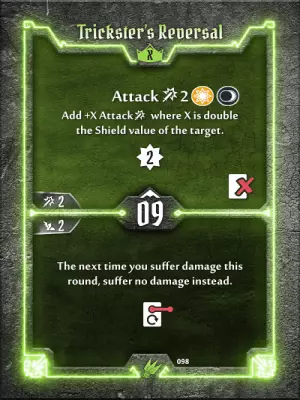 Trickster's Reversal
X
Attack 2
Add +X Attack where X is double
the Shield value of the target.
2
2
09
2
The next time you suffer damage this
round, suffer no damage instead.
098